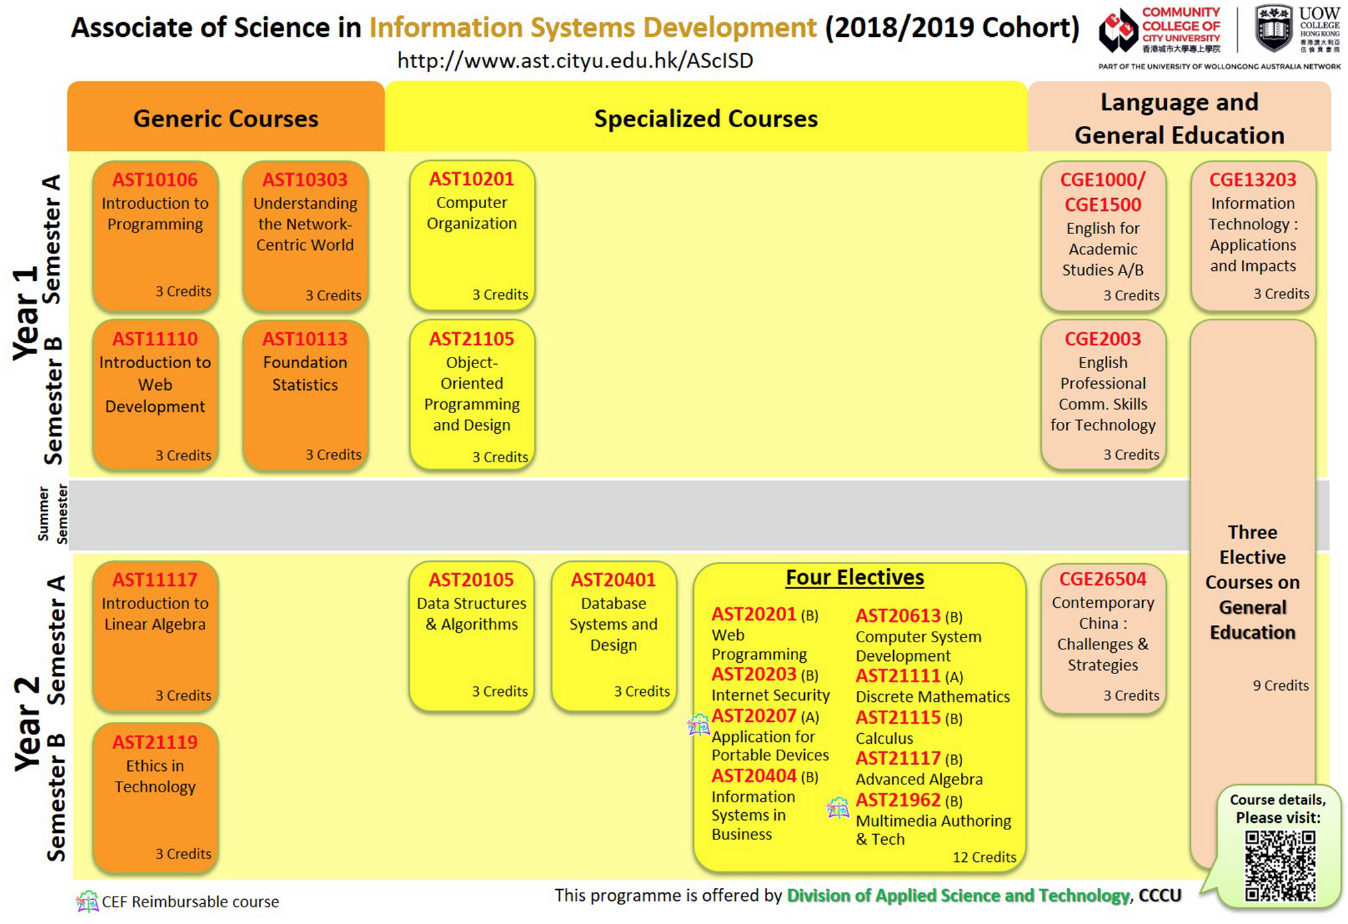 Associate of Science in Information Systems Development (2018/2019 Cohort)
http://www.ast.cityu.edu.hk/AScISD
COMMUNITY
COLLEGE OF
CITY UNIVERSITY
香港城市大學專上學院
UOW
COLLEGE
HONG KONG
香港澳大利亞
伍倫貢書院
PART OF THE UNIVERSITY OF WOLLONGONG AUSTRALIA NETWORK
Generic Courses
Specialized Courses
Language and
General Education
Year 1
Semester A
AST10106
Introduction to
Programming
3 Credits
AST10303
Understanding
the Network-
Centric World
3 Credits
AST10201
Computer
Organization
3 Credits
CGE1000/
CGE1500
English for
Academic
Studies A/B
3 Credits
CGE13203
Information
Technology :
Applications
and Impacts
3 Credits
Semester B
AST11110
Introduction to
Web
Development
3 Credits
AST10113
Foundation
Statistics
3 Credits
AST21105
Object-
Oriented
Programming
and Design
3 Credits
CGE2003
English
Professional
Comm. Skills
for Technology
3 Credits
Three
Elective
Courses on
General
Education
9 Credits
Summer
Semester
Year 2
Semester A
AST11117
Introduction to
Linear Algebra
3 Credits
AST20105
Data Structures
& Algorithms
3 Credits
AST20401
Database
Systems and
Design
3 Credits
Four Electives
AST20201 (B)
Web
Programming
AST20203 (B)
Internet Security
AST20207 (A)
Application for
Portable Devices
AST20404 (B)
Information
Systems in
Business
AST20613 (B)
Computer System
Development
AST21111 (A)
Discrete Mathematics
AST21115 (B)
Calculus
AST21117 (B)
Advanced Algebra
AST21962 (B)
Multimedia Authoring
& Tech
12 Credits
CGE26504
Contemporary
China :
Challenges &
Strategies
3 Credits
Semester B
AST21119
Ethics in
Technology
3 Credits
Course details,
Please visit:
CEF Reimbursable course
This programme is offered by Division of Applied Science and Technology, CCCU